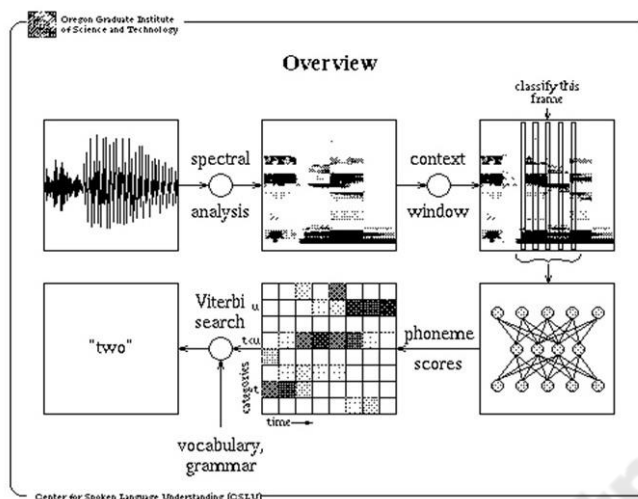 Oregon Graduate Institute
of Science and Technology
Overview
classify this
frame
spectral
analysis
context
window
Viterbi
search
"two"
u
t<u
t
categories
time
phoneme
scores
vocabulary,
grammar
Center for Spoken Language Understanding (CSLU)